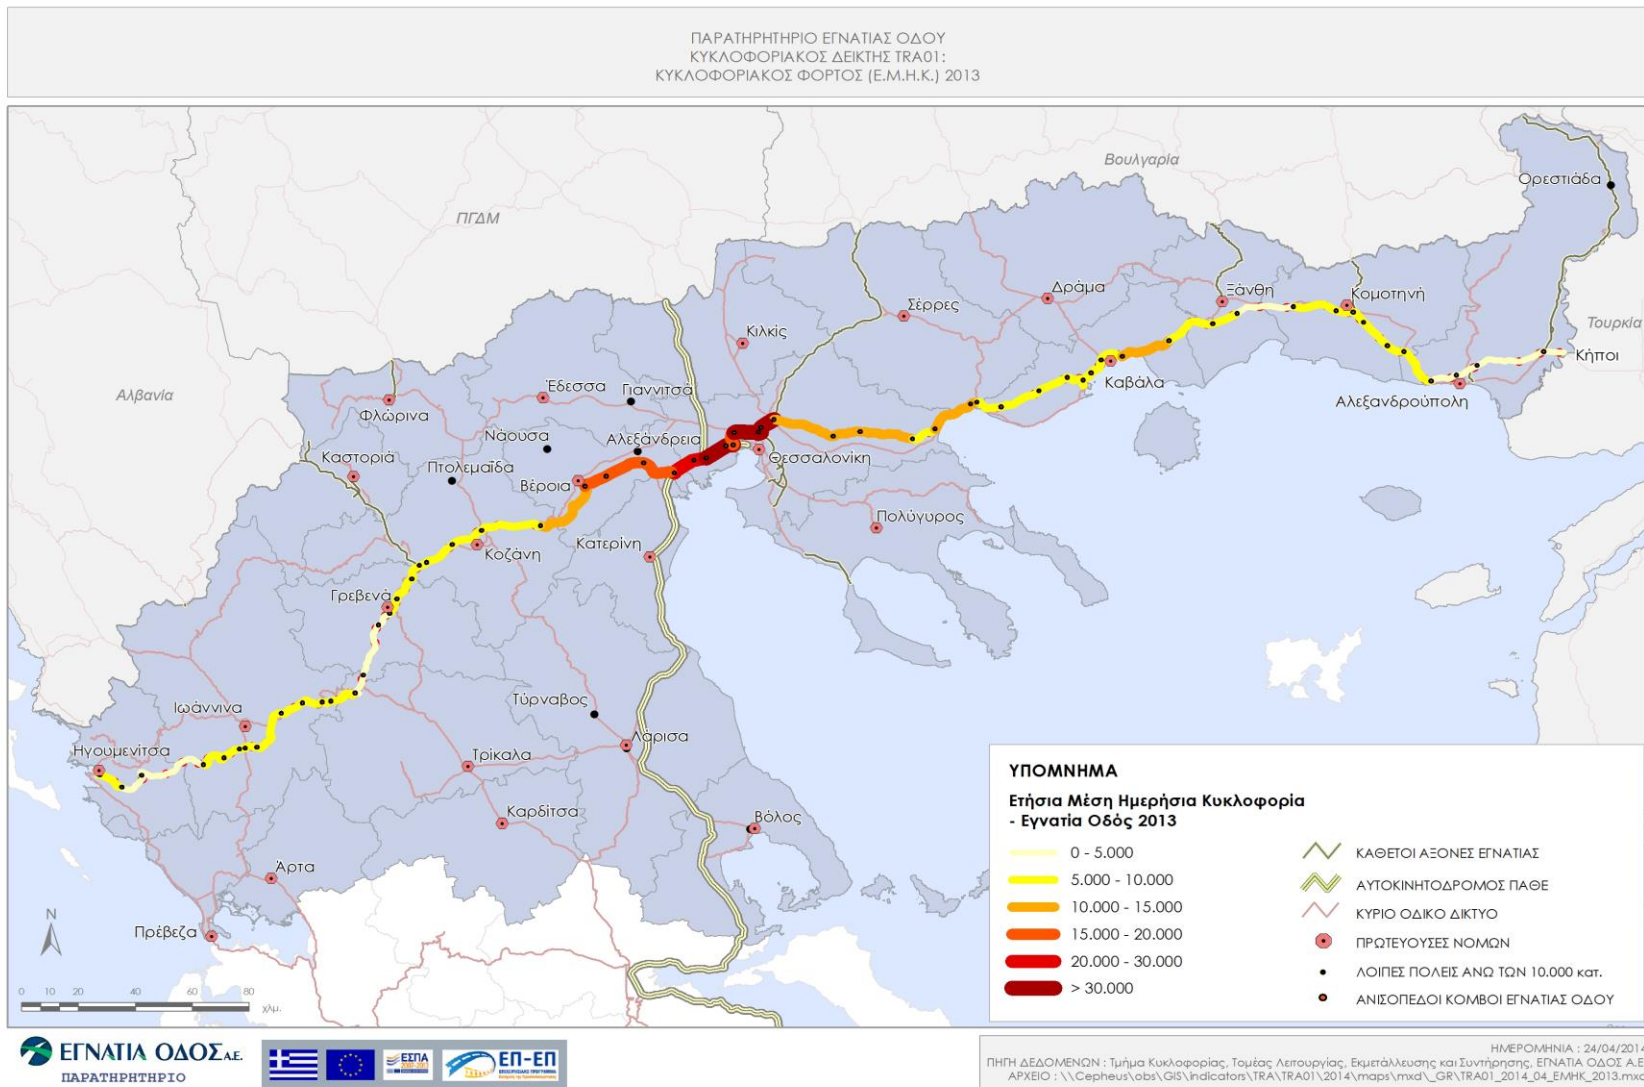 ΠΑΡΑΤΗΡΗΤΗΡΙΟ ΕΓΝΑΤΙΑΣ ΟΔΟΥ
ΚΥΚΛΟΦΟΡΙΑΚΟΣ ΔΕΙΚΤΗΣ TRA01:
ΚΥΚΛΟΦΟΡΙΑΚΟΣ ΦΟΡΤΟΣ (Ε.Μ.Η.Κ.) 2013
Βουλγαρία
Ορεστιάδα
ΠΓΔΜ
Δράμα
Ξάνθη
Κομοτηνή
Σέρρες
Τουρκία
Κιλκίς
Κήποι
Καβάλα
Αλβανία
Έδεσσα
Γιαννιτσά
Φλώρινα
Αλεξανδρούπολη
Νάουσα
Αλεξάνδρεια
Θεσσαλονίκη
Καστοριά
Πτολεμαΐδα
Βέροια
Πολύγυρος
Κοζάνη
Κατερίνη
Γρεβενά
Τύρναβος
Ιωάννινα
Λάρισα
Ηγουμενίτσα
Τρίκαλα
Καρδίτσα
Βόλος
Άρτα
Πρέβεζα
N
0 10 20 40 60 80
χλμ.
ΥΠΟΜΝΗΜΑ
Ετήσια Μέση Ημερήσια Κυκλοφορία
- Εγνατία Οδός 2013
0 - 5.000
5.000 - 10.000
10.000 - 15.000
15.000 - 20.000
20.000 - 30.000
> 30.000
ΚΑΘΕΤΟΙ ΑΞΟΝΕΣ ΕΓΝΑΤΙΑΣ
ΑΥΤΟΚΙΝΗΤΟΔΡΟΜΟΣ ΠΑΘΕ
ΚΥΡΙΟ ΟΔΙΚΟ ΔΙΚΤΥΟ
ΠΡΩΤΕΥΟΥΣΕΣ ΝΟΜΩΝ
ΛΟΙΠΕΣ ΠΟΛΕΙΣ ΑΝΩ ΤΩΝ 10.000 κατ.
ΑΝΙΣΟΠΕΔΟΙ ΚΟΜΒΟΙ ΕΓΝΑΤΙΑΣ ΟΔΟΥ
ΕΓΝΑΤΙΑ ΟΔΟΣ Α.Ε.
ΠΑΡΑΤΗΡΗΤΗΡΙΟ
ΕΣΠΑ
2007-2013
ΕΠ-ΕΠ
ΗΜΕΡΟΜΗΝΙΑ : 24/04/2014
ΠΗΓΗ ΔΕΔΟΜΕΝΩΝ : Τμήμα Κυκλοφορίας, Τομέας Λειτουργίας, Εκμετάλλευσης και Συντήρησης, ΕΓΝΑΤΙΑ ΟΔΟΣ Α.Ε
ΑΡΧΕΙΟ : \\Cepheus\obs\GIS\indicators\TRA\TRA01\2014\maps\mxd\_GR\TRA01_2014_04_EMHK_2013.mxd